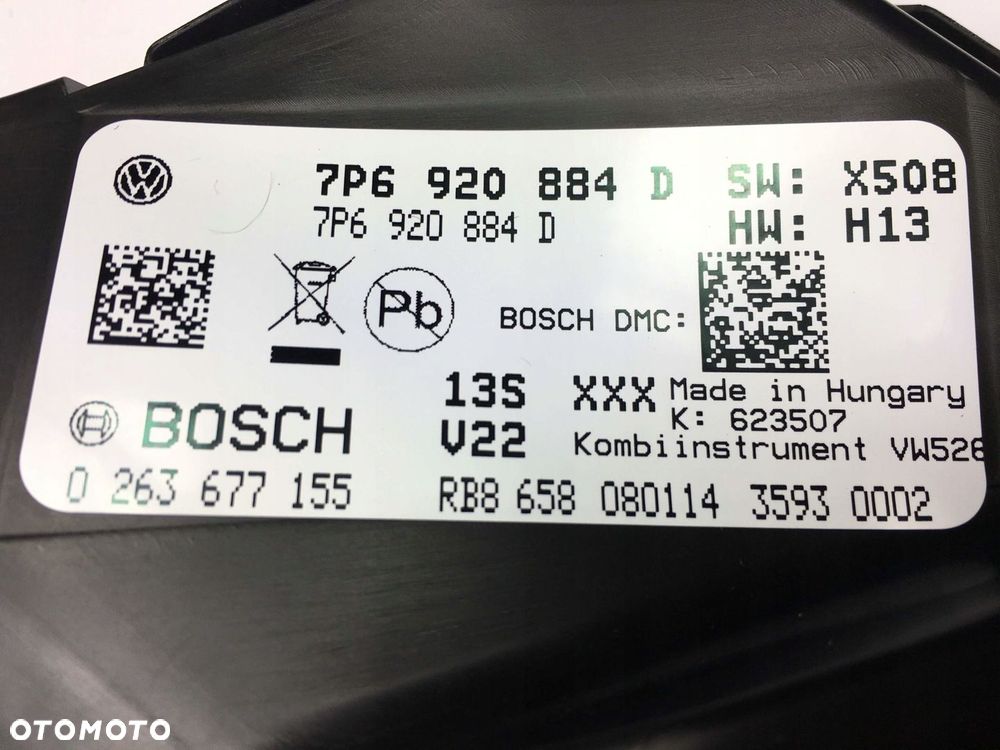 7P6 920 884 D SW: X508
7P6 920 884 D HW: H13
Pb
BOSCH DMC:
13S XXX Made in Hungary
K: 623507
BOSCH V22 Kombiinstrument VW526
0 263 677 155 RB8 658 080114 3593 0002
OTOMOTO